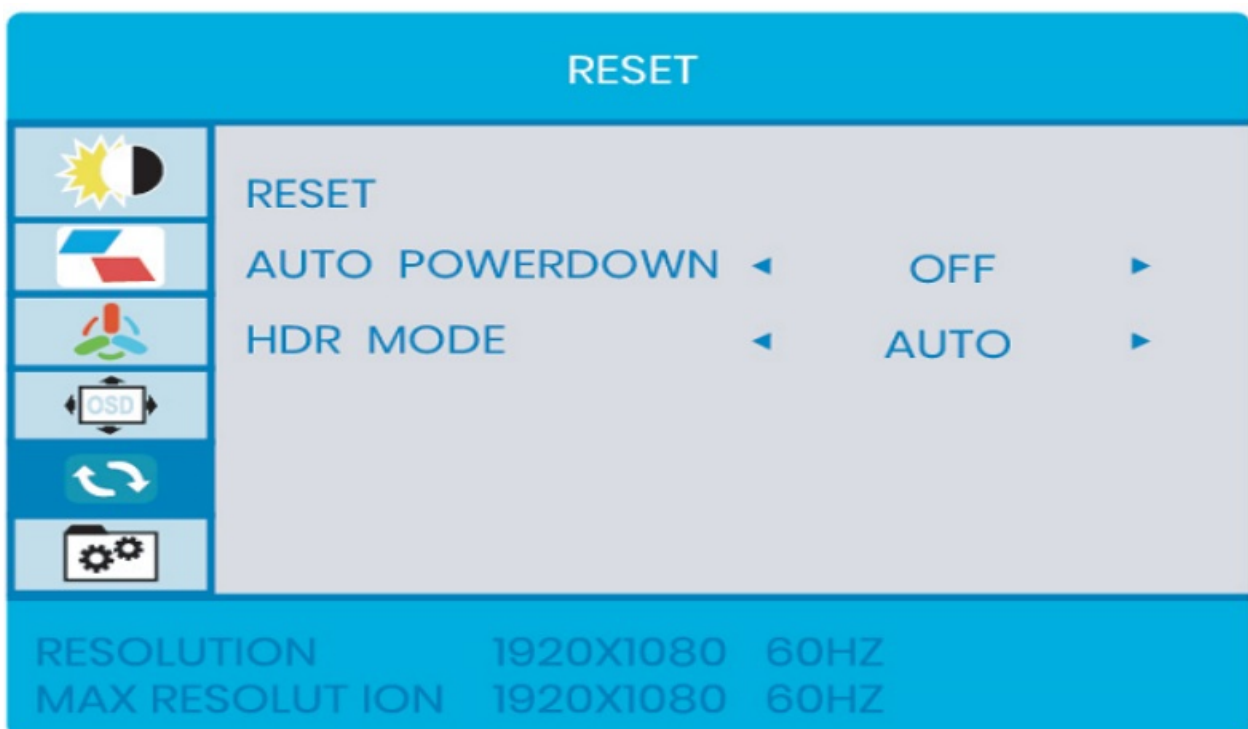 RESET
RESET
AUTO POWERDOWN ◄ OFF ►
HDR MODE ◄ AUTO ►
OSD
RESOLUTION 1920X1080 60HZ
MAX RESOLUT ION 1920X1080 60HZ